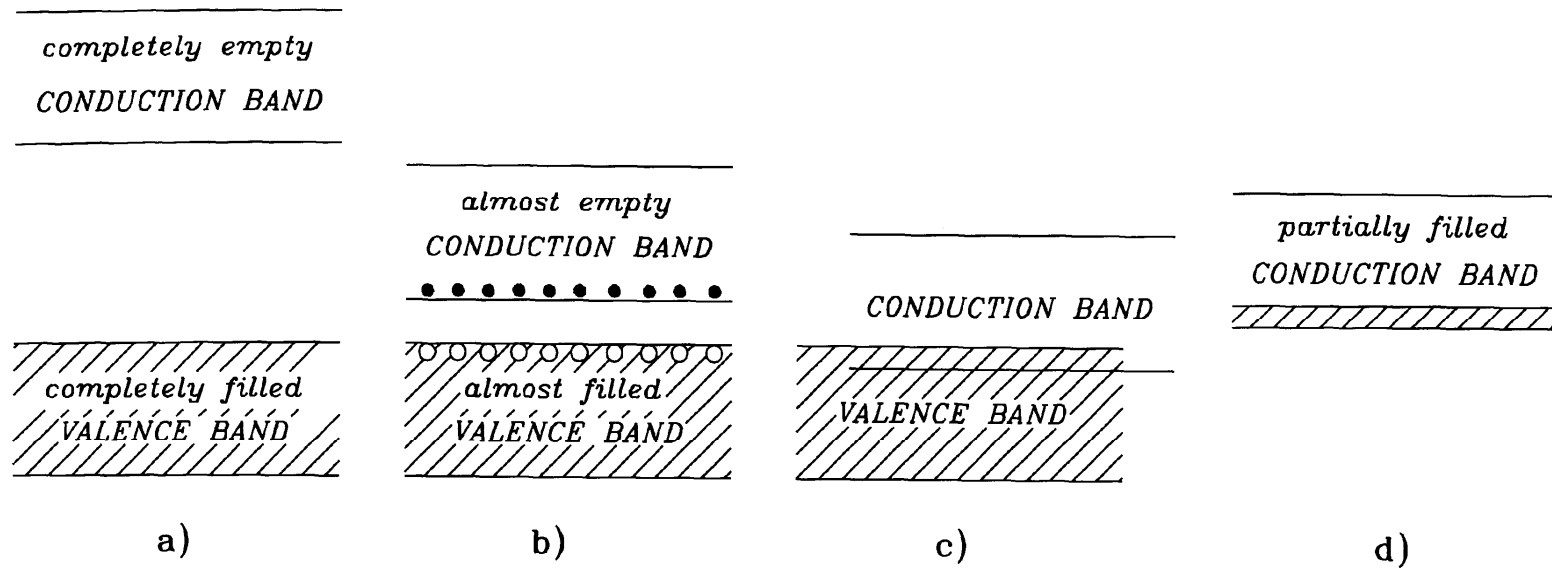 completely empty
CONDUCTION BAND
completely filled
VALENCE BAND
a)
almost empty
CONDUCTION BAND
almost filled
VALENCE BAND
b)
CONDUCTION BAND
VALENCE BAND
c)
partially filled
CONDUCTION BAND
d)